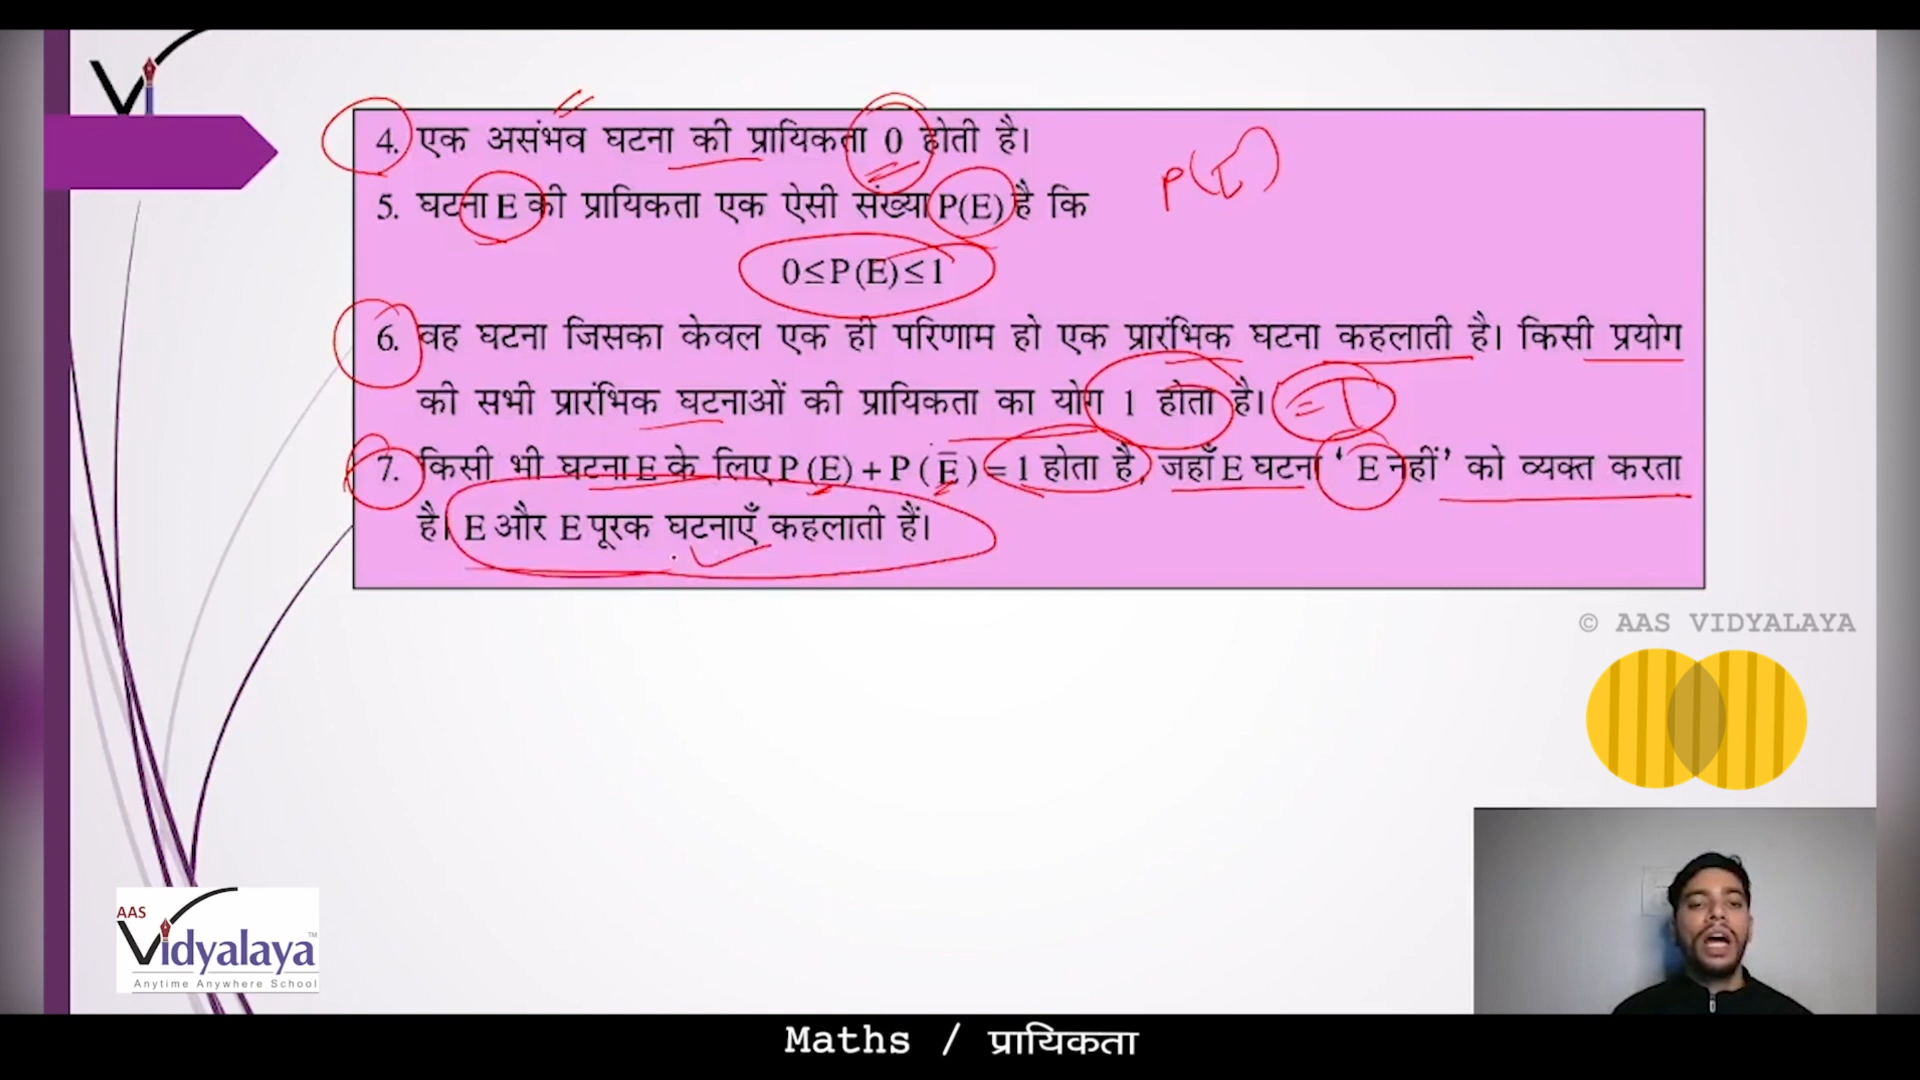 4. एक असंभव घटना की प्रायिकता 0 होती है।
P(E)
5. घटना E की प्रायिकता एक ऐसी संख्या P(E) है कि
0≤P(E)≤1
6. वह घटना जिसका केवल एक ही परिणाम हो एक प्रारंभिक घटना कहलाती है। किसी प्रयोग
की सभी प्रारंभिक घटनाओं की प्रायिकता का योग 1 होता है। =1
7. किसी भी घटना E के लिए P (E) + P ( E̅ ) = 1 होता है, जहाँ E घटना ‘ E नहीं’ को व्यक्त करता
है। E और E पूरक घटनाएँ कहलाती हैं।
© AAS VIDYALAYA
AAS
Vidyalaya™
Anytime Anywhere School
Maths / प्रायिकता